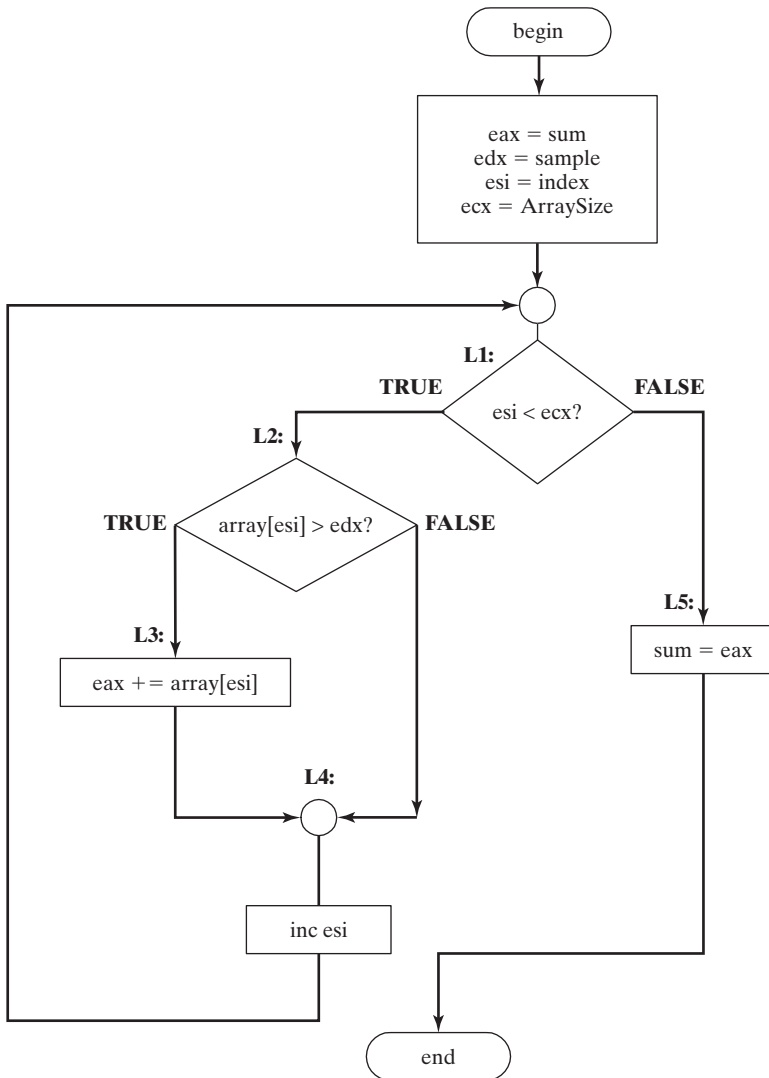 begin
eax = sum
edx = sample
esi = index
ecx = ArraySize
L1:
TRUE
FALSE
esi < ecx?
L2:
TRUE
array[esi] > edx?
FALSE
L3:
eax += array[esi]
L5:
sum = eax
L4:
inc esi
end